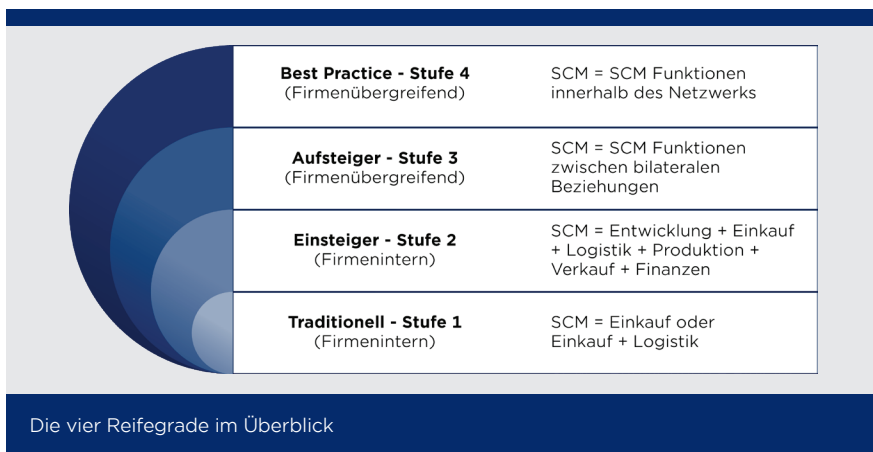 Best Practice - Stufe 4
(Firmenübergreifend)
SCM = SCM Funktionen
innerhalb des Netzwerks
Aufsteiger - Stufe 3
(Firmenübergreifend)
SCM = SCM Funktionen
zwischen bilateralen
Beziehungen
Einsteiger - Stufe 2
(Firmenintern)
SCM = Entwicklung + Einkauf
+ Logistik + Produktion +
Verkauf + Finanzen
Traditionell - Stufe 1
(Firmenintern)
SCM = Einkauf oder
Einkauf + Logistik
Die vier Reifegrade im Überblick